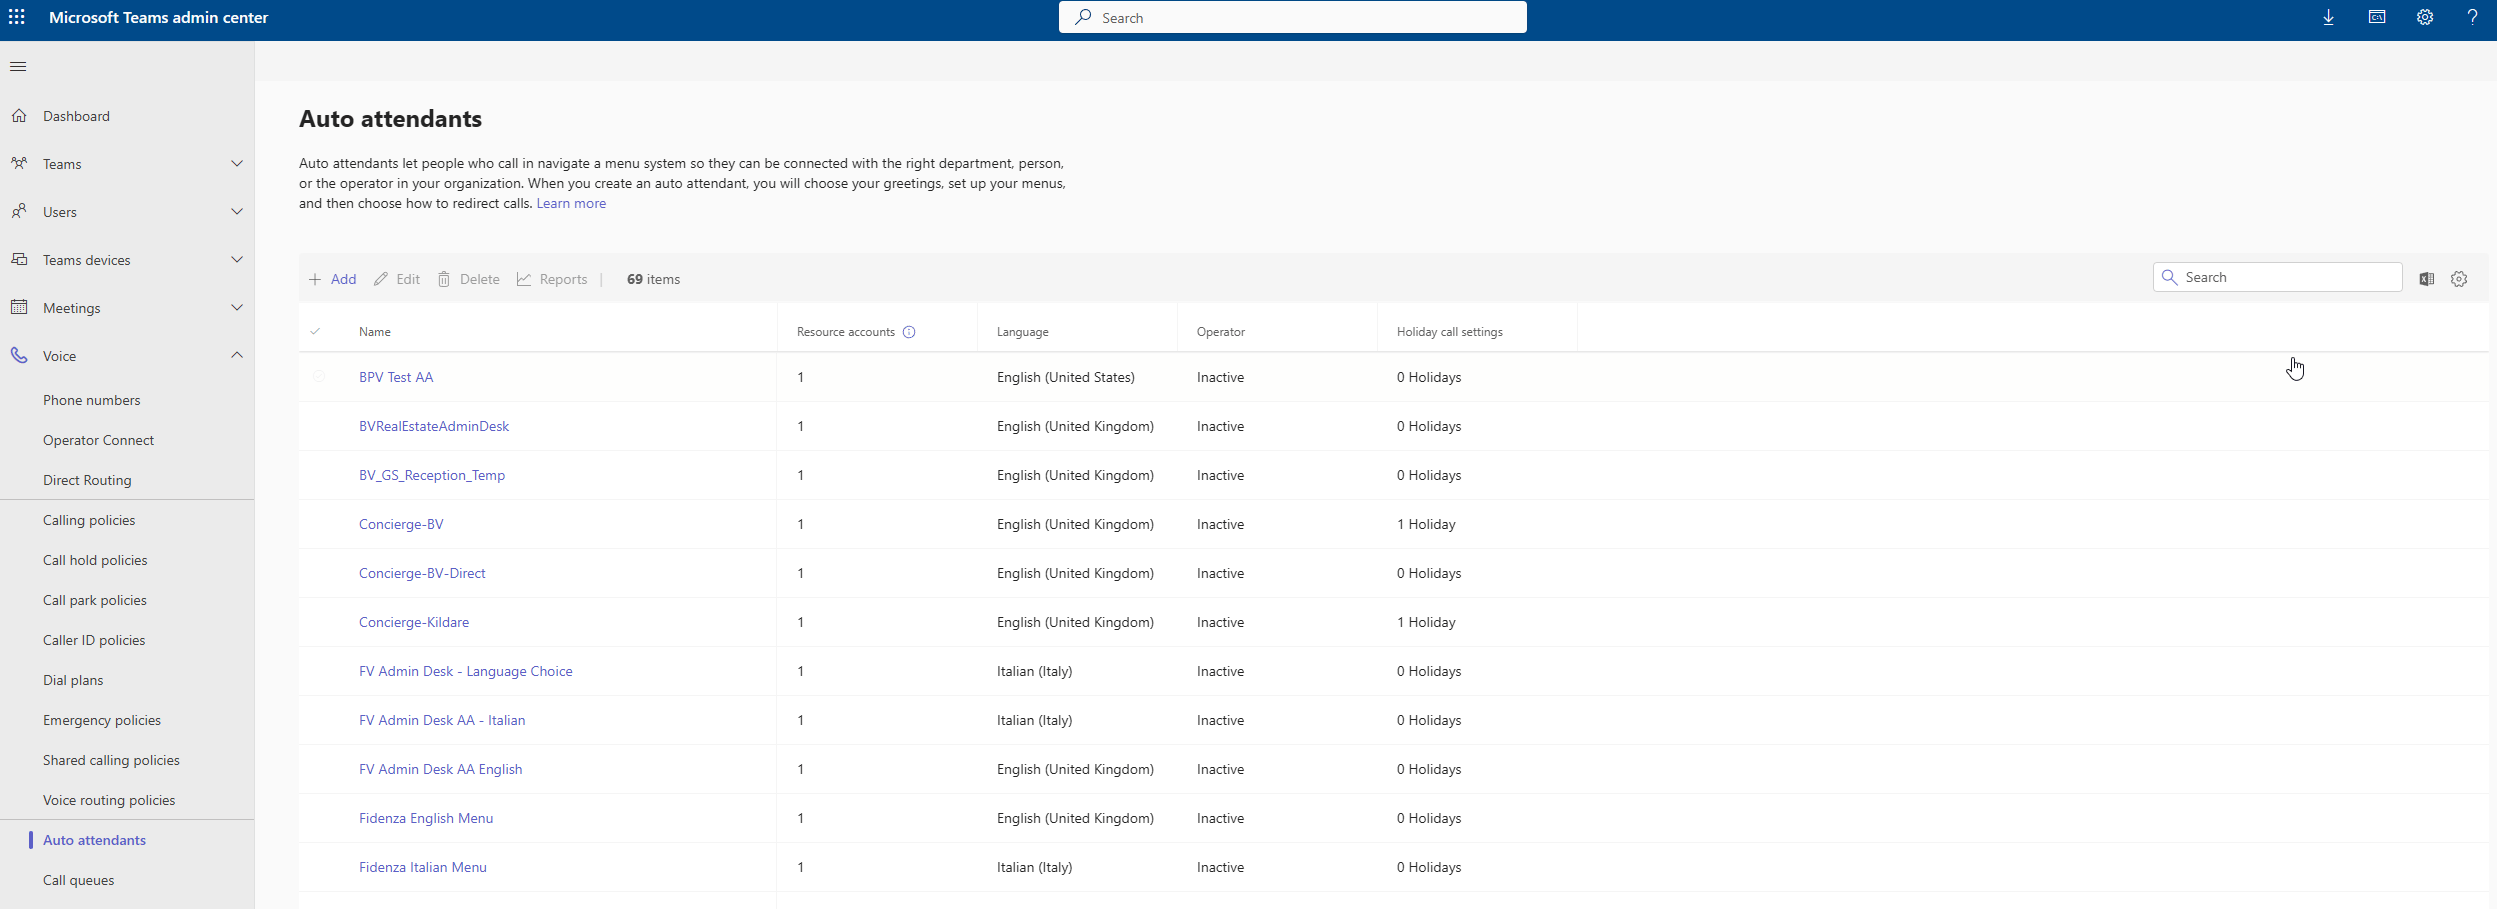 Microsoft Teams admin center
Search
Dashboard
Teams
Users
Teams devices
Meetings
Voice
Phone numbers
Operator Connect
Direct Routing
Calling policies
Call hold policies
Call park policies
Caller ID policies
Dial plans
Emergency policies
Shared calling policies
Voice routing policies
Auto attendants
Call queues
Auto attendants
Auto attendants let people who call in navigate a menu system so they can be connected with the right department, person,
or the operator in your organization. When you create an auto attendant, you will choose your greetings, set up your menus,
and then choose how to redirect calls. Learn more
Add Edit Delete Reports | 69 items Search
Name Resource accounts Language Operator Holiday call settings
BPV Test AA 1 English (United States) Inactive 0 Holidays
BVRealEstateAdminDesk 1 English (United Kingdom) Inactive 0 Holidays
BV_GS_Reception_Temp 1 English (United Kingdom) Inactive 0 Holidays
Concierge-BV 1 English (United Kingdom) Inactive 1 Holiday
Concierge-BV-Direct 1 English (United Kingdom) Inactive 0 Holidays
Concierge-Kildare 1 English (United Kingdom) Inactive 1 Holiday
FV Admin Desk - Language Choice 1 Italian (Italy) Inactive 0 Holidays
FV Admin Desk AA - Italian 1 Italian (Italy) Inactive 0 Holidays
FV Admin Desk AA English 1 English (United Kingdom) Inactive 0 Holidays
Fidenza English Menu 1 English (United Kingdom) Inactive 0 Holidays
Fidenza Italian Menu 1 Italian (Italy) Inactive 0 Holidays